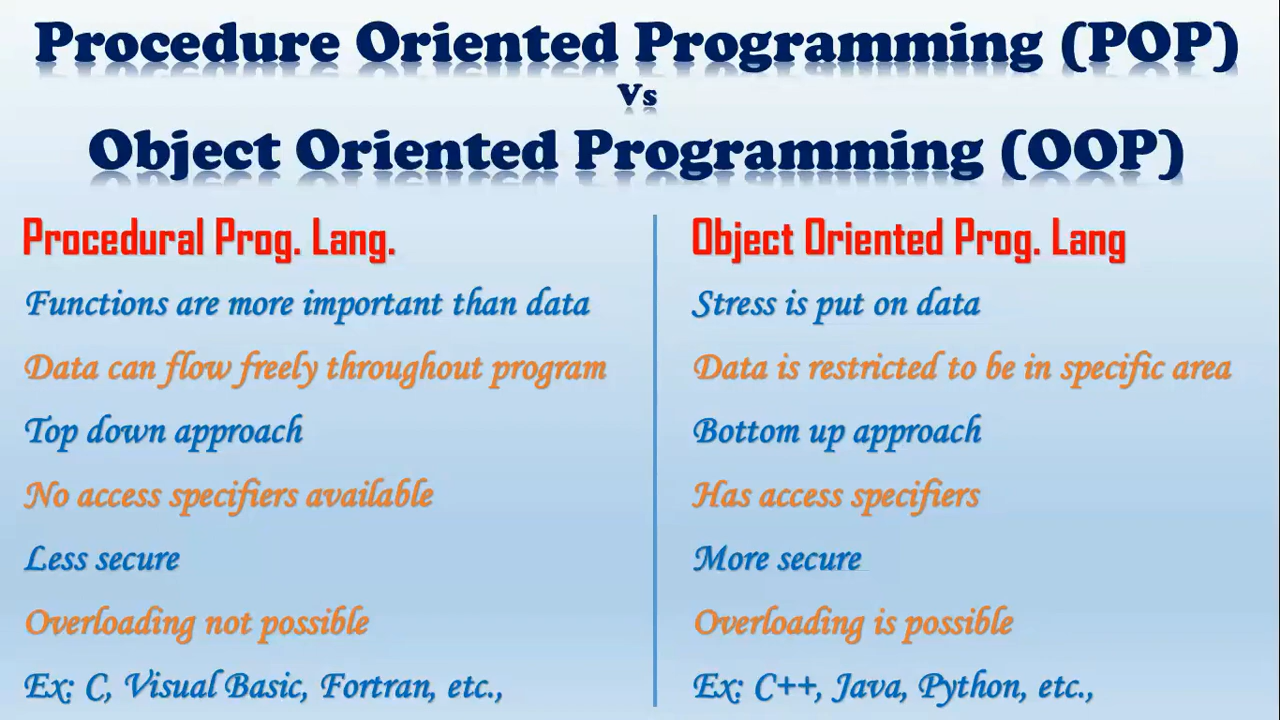 Procedure Oriented Programming (POP)
Vs
Object Oriented Programming (OOP)
Procedural Prog. Lang.
Functions are more important than data
Data can flow freely throughout program
Top down approach
No access specifiers available
Less secure
Overloading not possible
Ex: C, Visual Basic, Fortran, etc.,
Object Oriented Prog. Lang
Stress is put on data
Data is restricted to be in specific area
Bottom up approach
Has access specifiers
More secure
Overloading is possible
Ex: C++, Java, Python, etc.,